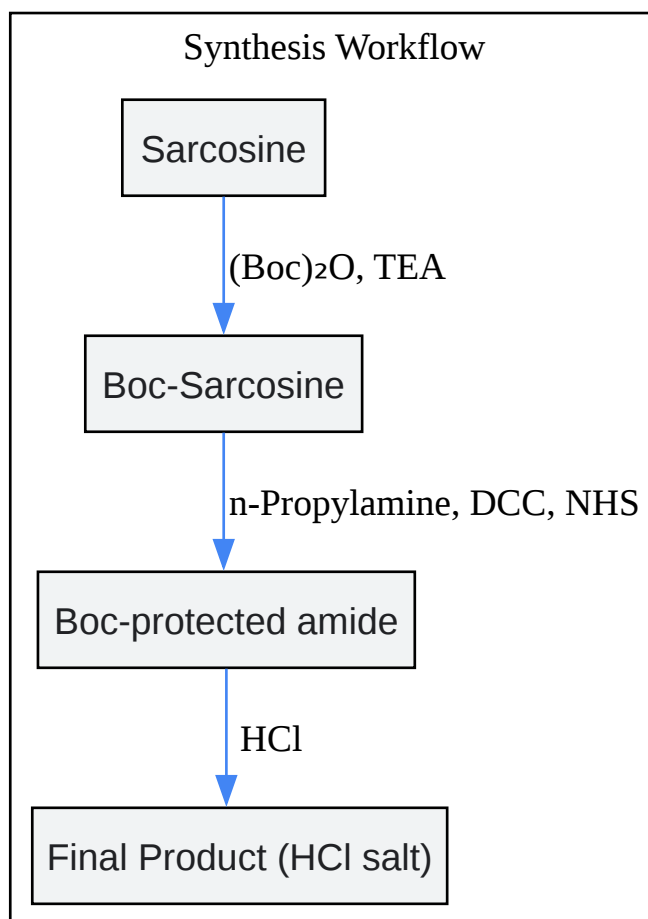 Synthesis Workflow
Sarcosine
(Boc)₂O, TEA
Boc-Sarcosine
n-Propylamine, DCC, NHS
Boc-protected amide
HCl
Final Product (HCl salt)